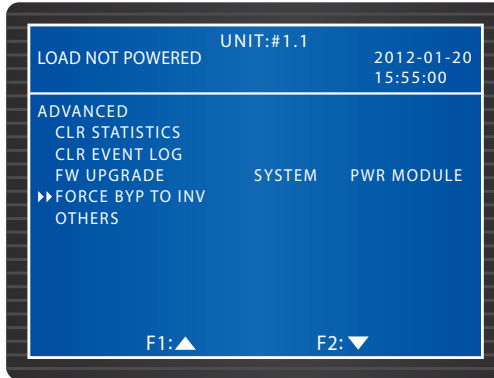 UNIT:#1.1
LOAD NOT POWERED 2012-01-20
15:55:00
ADVANCED
CLR STATISTICS
CLR EVENT LOG
FW UPGRADE SYSTEM PWR MODULE
▸▸FORCE BYP TO INV
OTHERS
F1:▲ F2:▼